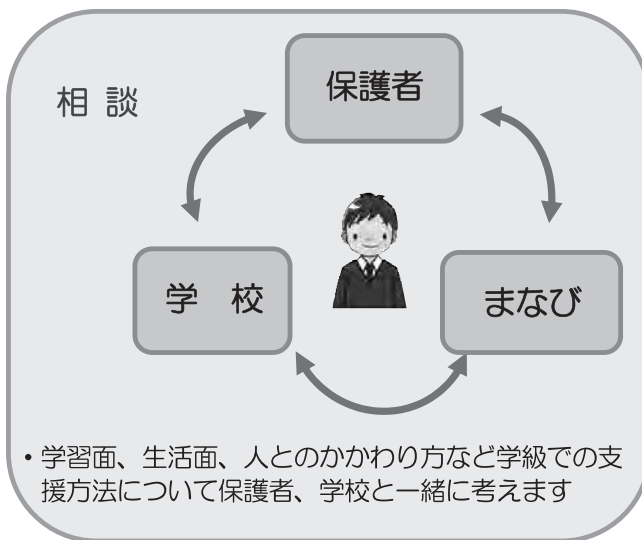 相 談
保護者
学 校
まなび
・学習面、生活面、人とのかかわり方など学級での支
援方法について保護者、学校と一緒に考えます